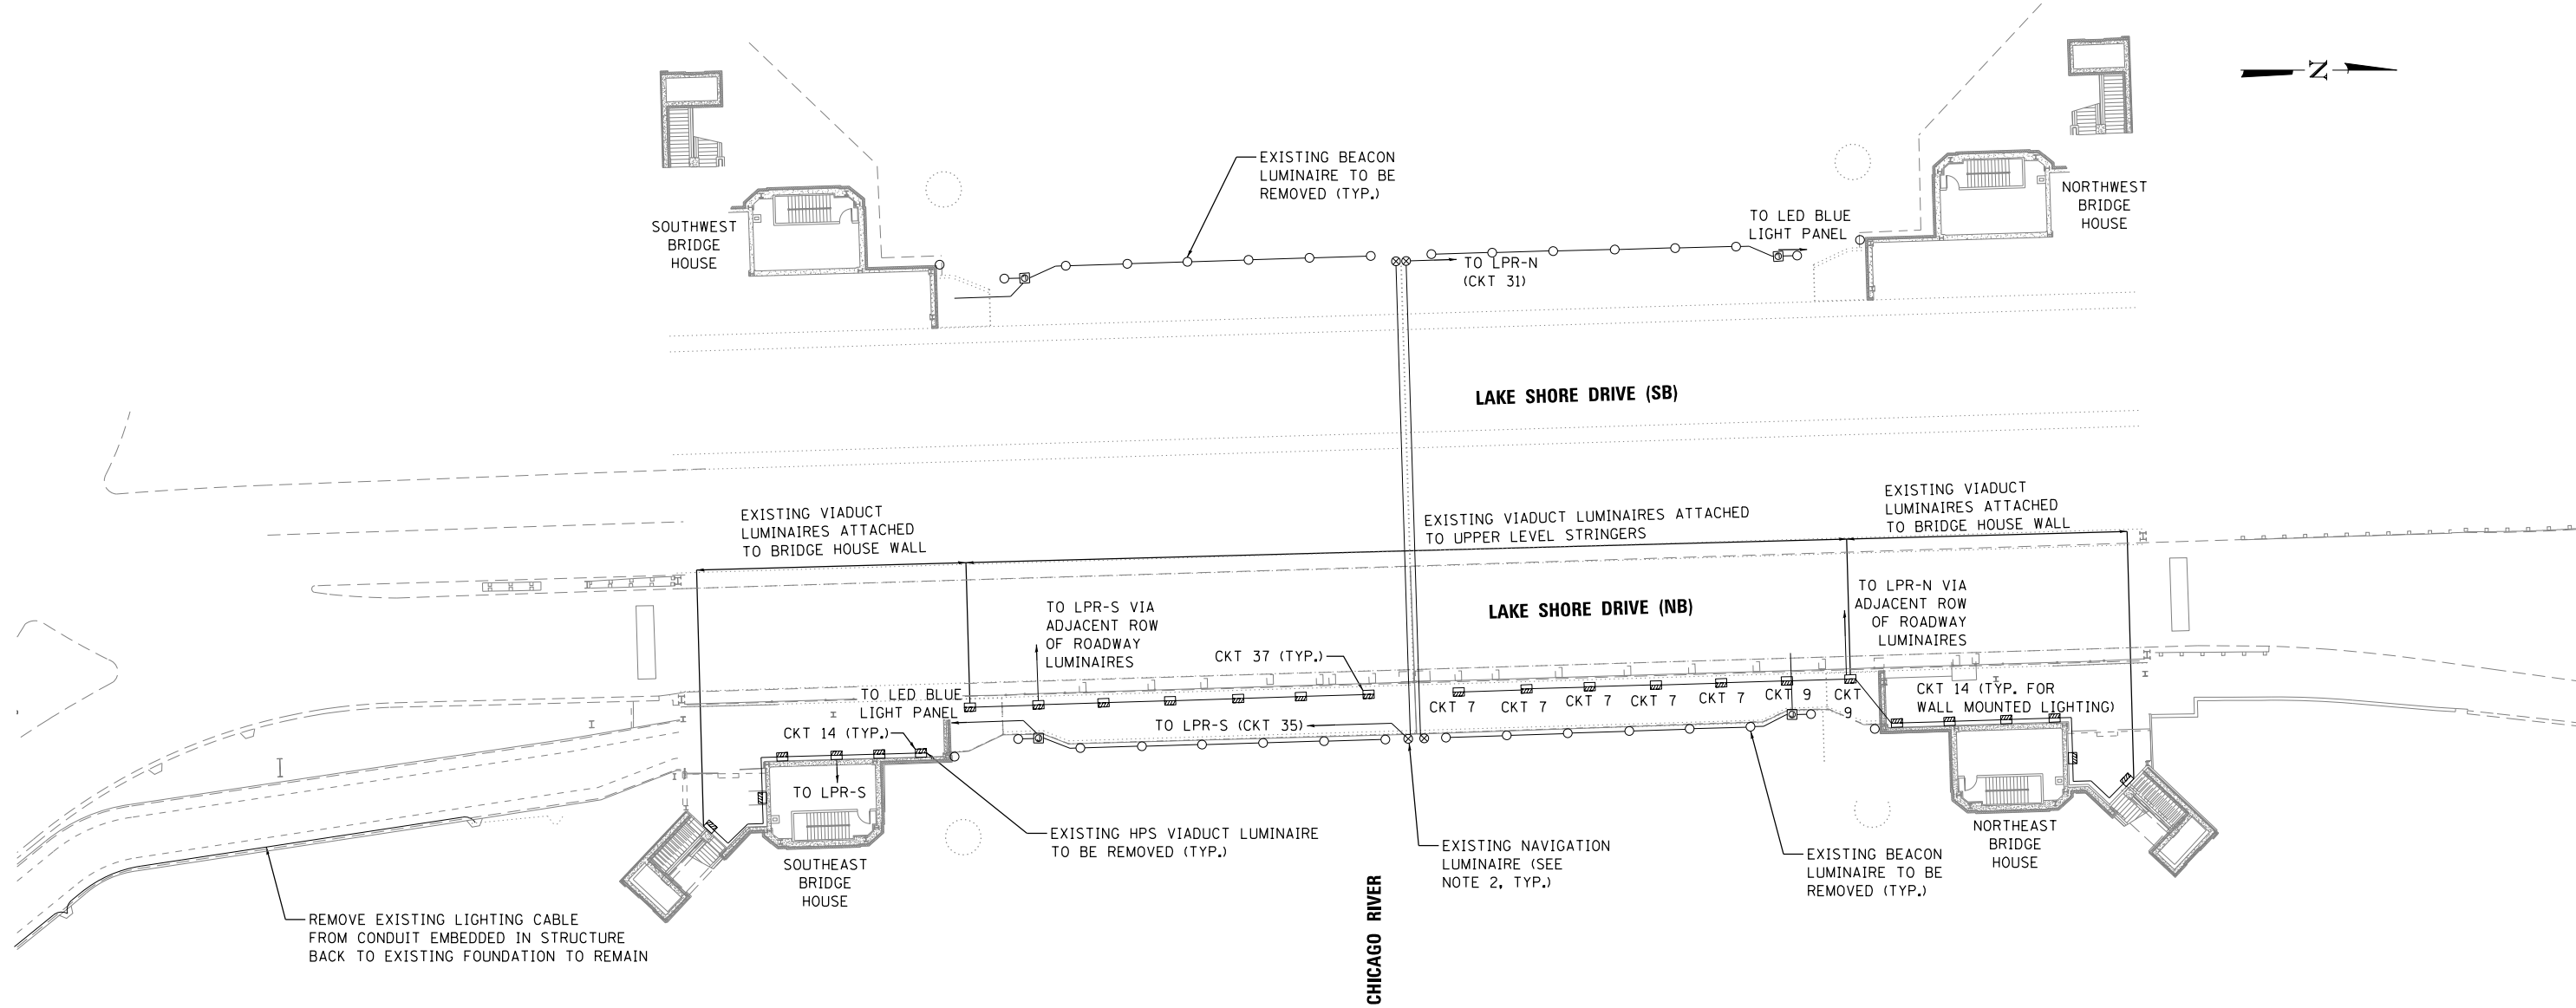 N
EXISTING BEACON
LUMINAIRE TO BE
REMOVED (TYP.)
NORTHWEST
BRIDGE
HOUSE
SOUTHWEST
BRIDGE
HOUSE
TO LED BLUE
LIGHT PANEL
TO LPR-N
(CKT 31)
LAKE SHORE DRIVE (SB)
EXISTING VIADUCT
LUMINAIRES ATTACHED
TO BRIDGE HOUSE WALL
EXISTING VIADUCT LUMINAIRES ATTACHED
TO UPPER LEVEL STRINGERS
EXISTING VIADUCT
LUMINAIRES ATTACHED
TO BRIDGE HOUSE WALL
TO LPR-S VIA
ADJACENT ROW
OF ROADWAY
LUMINAIRES
LAKE SHORE DRIVE (NB)
TO LPR-N VIA
ADJACENT ROW
OF ROADWAY
LUMINAIRES
CKT 37 (TYP.)
TO LED BLUE
LIGHT PANEL
CKT 14 (TYP.)
TO LPR-S (CKT 35)
CKT 7
CKT 7
CKT 7
CKT 7
CKT 7
CKT 9
CKT
9
CKT 14 (TYP. FOR
WALL MOUNTED LIGHTING)
TO LPR-S
SOUTHEAST
BRIDGE
HOUSE
EXISTING HPS VIADUCT LUMINAIRE
TO BE REMOVED (TYP.)
EXISTING NAVIGATION
LUMINAIRE (SEE
NOTE 2, TYP.)
EXISTING BEACON
LUMINAIRE TO BE
REMOVED (TYP.)
NORTHEAST
BRIDGE
HOUSE
REMOVE EXISTING LIGHTING CABLE
FROM CONDUIT EMBEDDED IN STRUCTURE
BACK TO EXISTING FOUNDATION TO REMAIN
CHICAGO RIVER